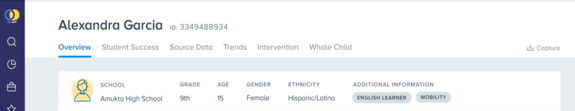 Alexandra Garcia ID: 3349488934
Overview Student Success Source Data Trends Intervention Whole Child Capture
SCHOOL GRADE AGE GENDER ETHNICITY ADDITIONAL INFORMATION
Amukta High School 9th 15 Female Hispanic/Latino ENGLISH LEARNER MOBILITY